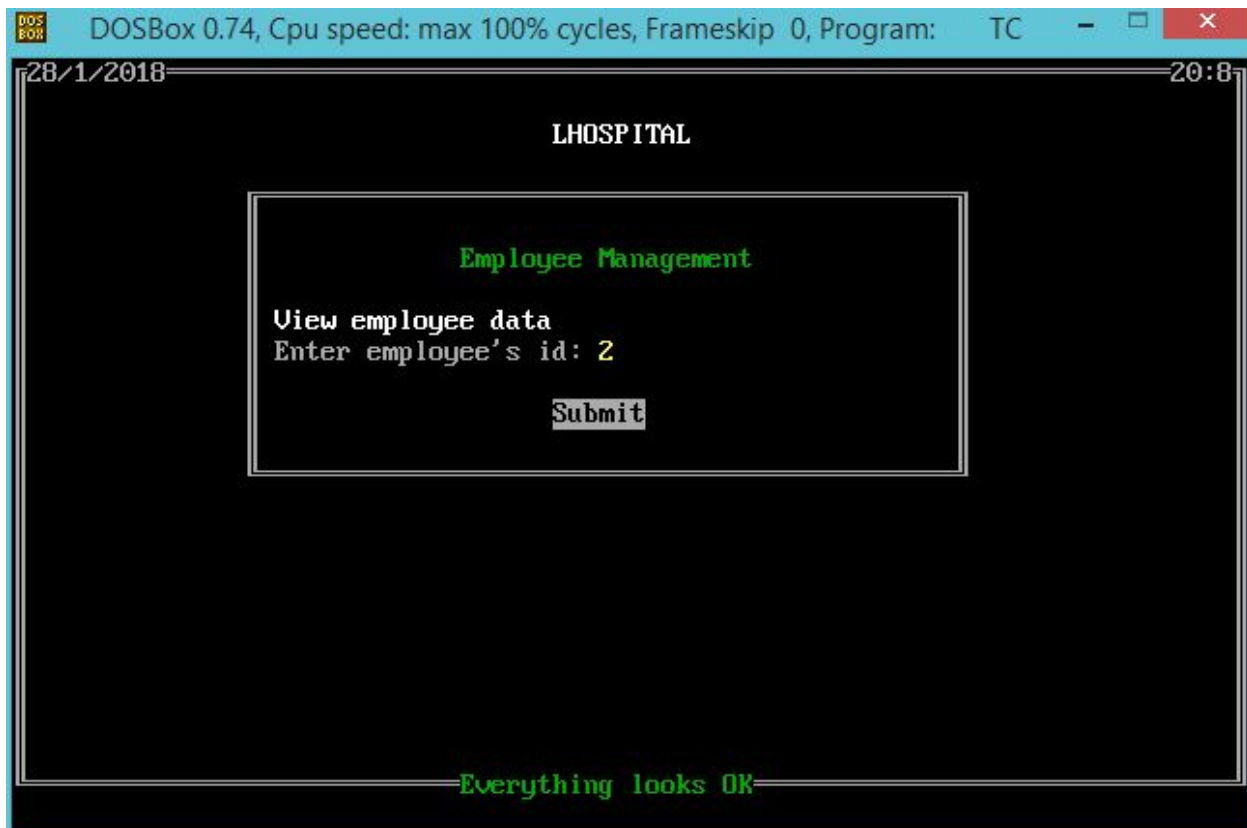 DOSBox 0.74, Cpu speed: max 100% cycles, Frameskip 0, Program: TC
28/1/2018 20:8
LHOSPITAL
Employee Management
View employee data
Enter employee's id: 2
Submit
Everything looks OK